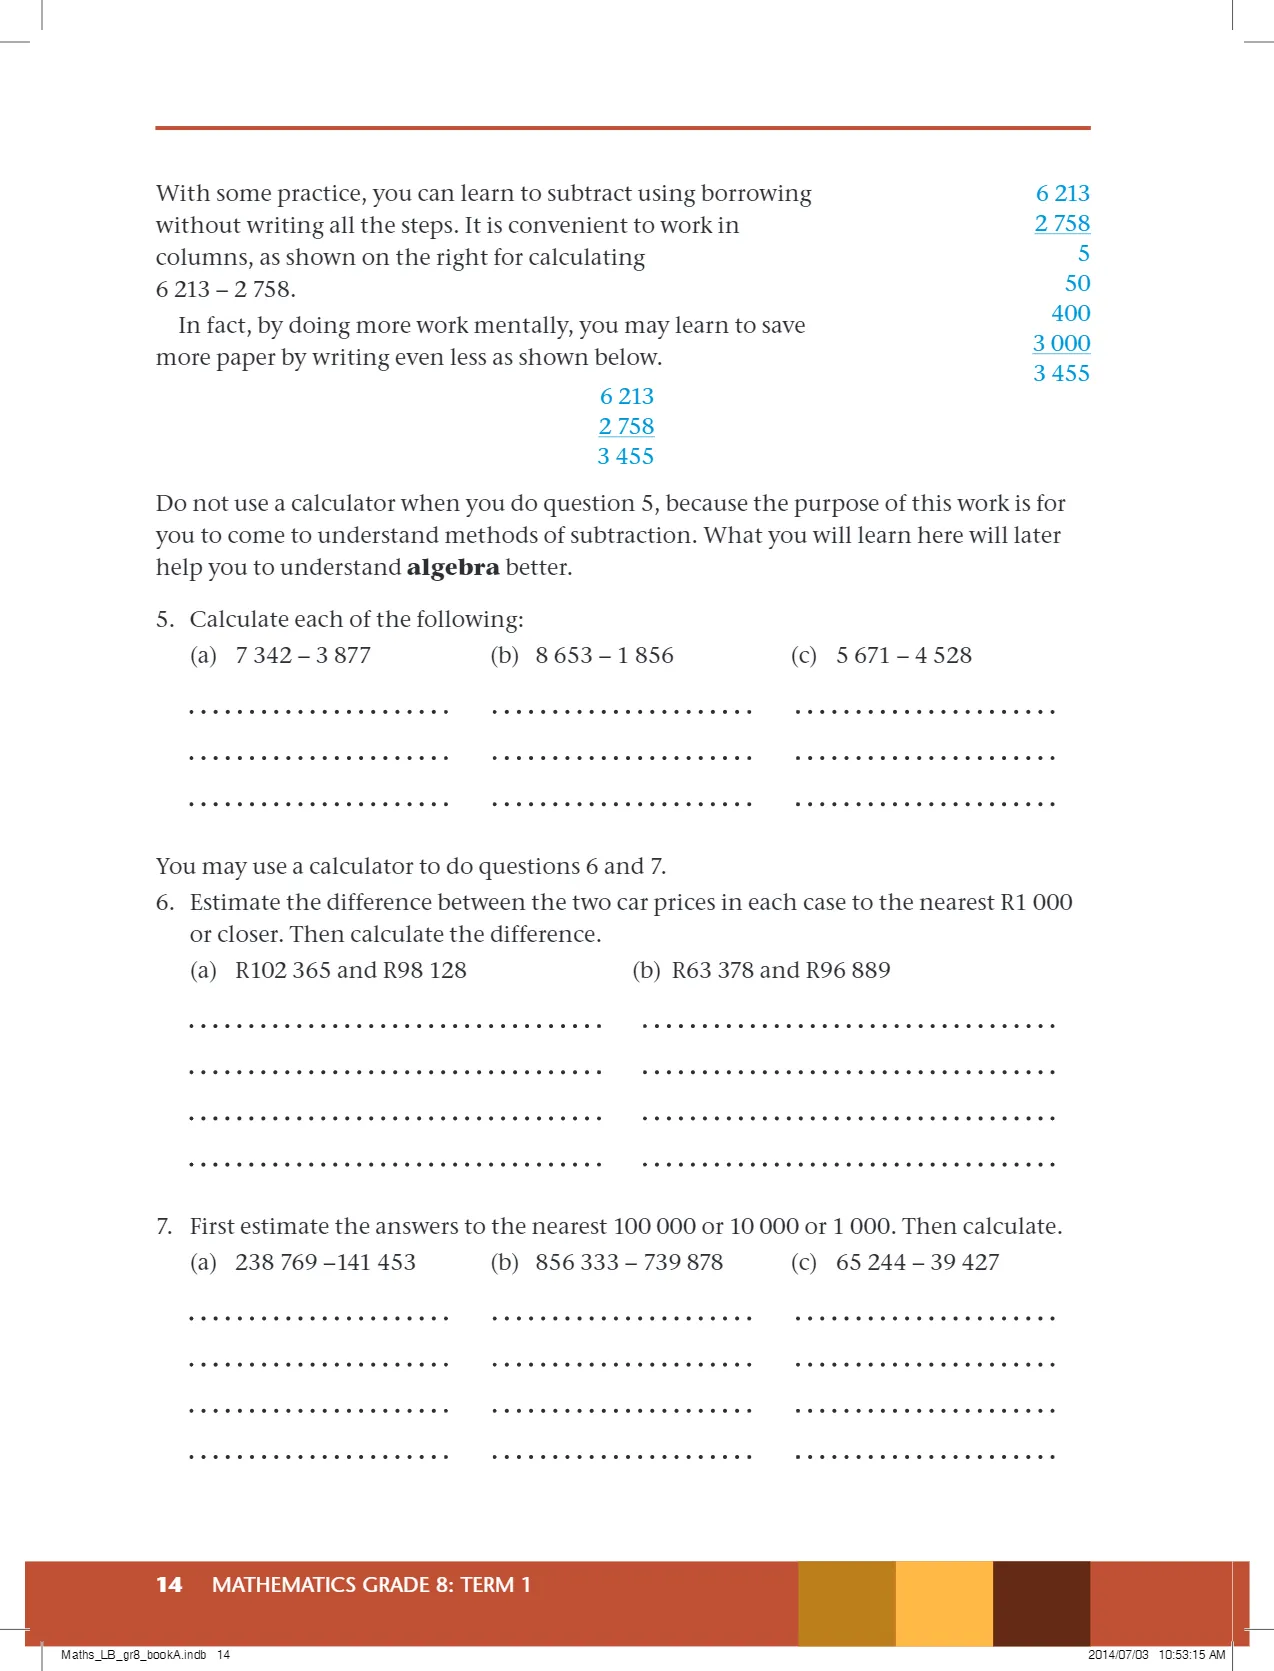 With some practice, you can learn to subtract using borrowing
without writing all the steps. It is convenient to work in
columns, as shown on the right for calculating
6 213 – 2 758.
In fact, by doing more work mentally, you may learn to save
more paper by writing even less as shown below.
6 213
2 758
5
50
400
3 000
3 455
6 213
2 758
3 455
Do not use a calculator when you do question 5, because the purpose of this work is for
you to come to understand methods of subtraction. What you will learn here will later
help you to understand algebra better.
5. Calculate each of the following:
(a) 7 342 – 3 877 (b) 8 653 – 1 856 (c) 5 671 – 4 528
You may use a calculator to do questions 6 and 7.
6. Estimate the difference between the two car prices in each case to the nearest R1 000
or closer. Then calculate the difference.
(a) R102 365 and R98 128 (b) R63 378 and R96 889
7. First estimate the answers to the nearest 100 000 or 10 000 or 1 000. Then calculate.
(a) 238 769 –141 453 (b) 856 333 – 739 878 (c) 65 244 – 39 427
14 MATHEMATICS GRADE 8: TERM 1
Maths_LB_gr8_bookA.indb 14 2014/07/03 10:53:15 AM